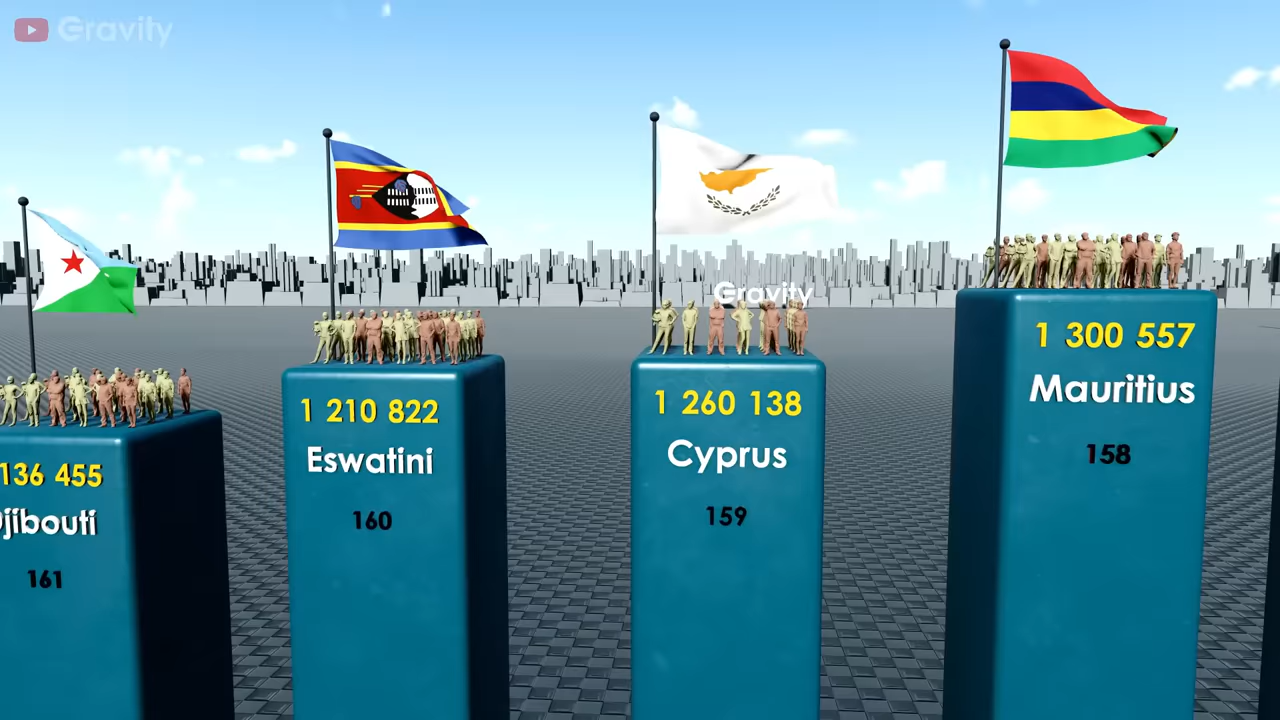 Gravity
Gravity
1 300 557
Mauritius
158
1 260 138
Cyprus
159
1 210 822
Eswatini
160
136 455
jibouti
161